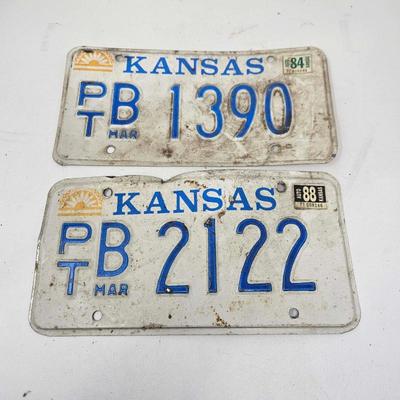 KANSAS 84
PT B MAR 1390
KANSAS 88
PT B MAR 2122